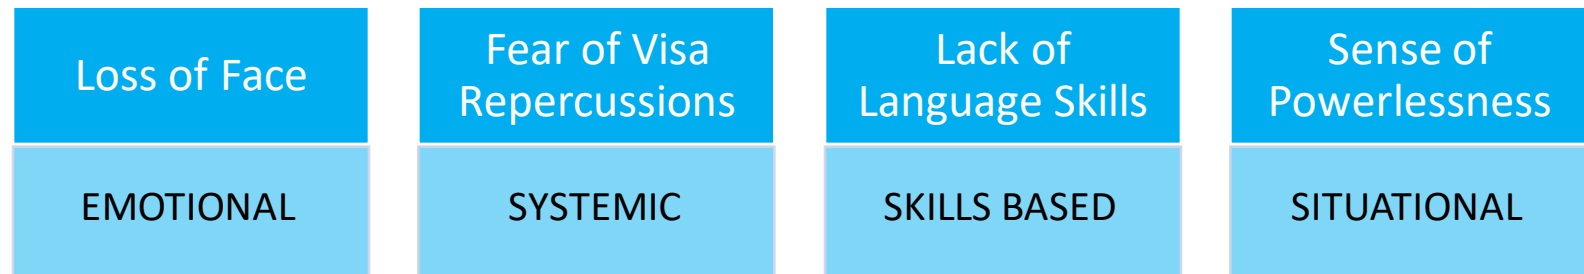 Loss of Face
EMOTIONAL
Fear of Visa
Repercussions
SYSTEMIC
Lack of
Language Skills
SKILLS BASED
Sense of
Powerlessness
SITUATIONAL